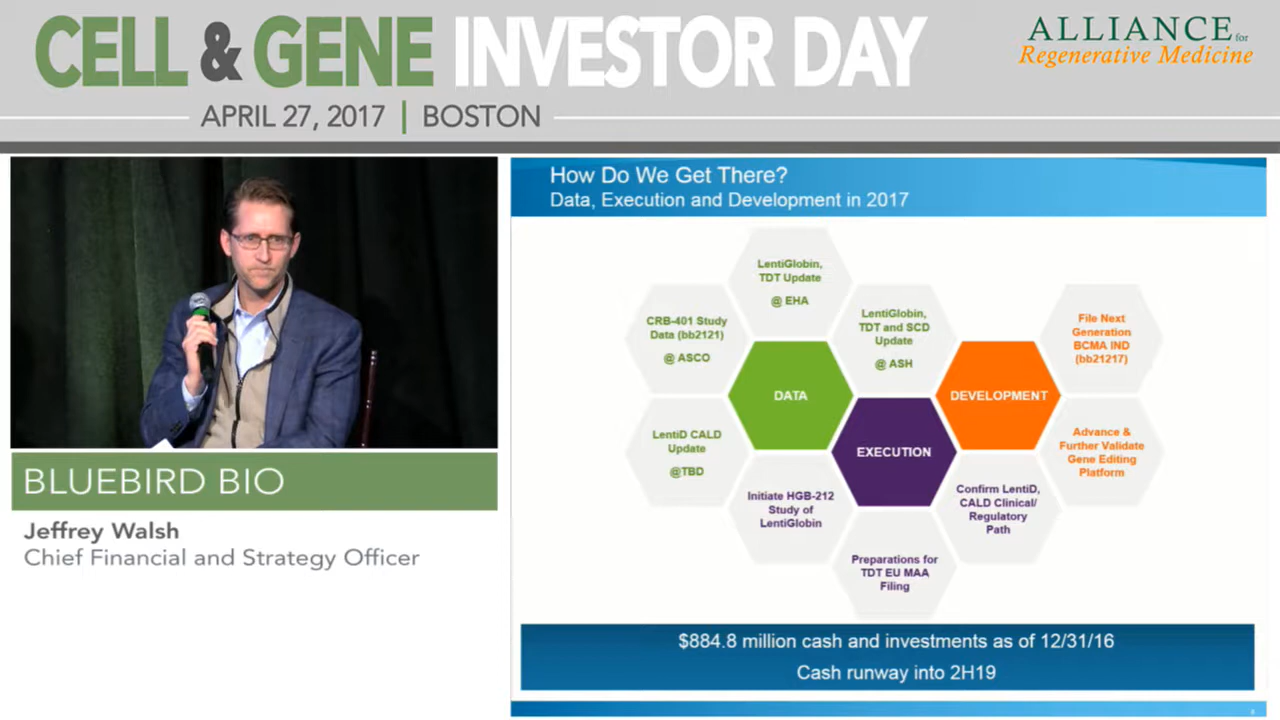 CELL & GENE INVESTOR DAY
APRIL 27, 2017 | BOSTON
ALLIANCE for
Regenerative Medicine
BLUEBIRD BIO
Jeffrey Walsh
Chief Financial and Strategy Officer
How Do We Get There?
Data, Execution and Development in 2017
LentiGlobin,
TDT Update
@ EHA
CRB-401 Study
Data (bb2121)
@ ASCO
LentiGlobin,
TDT and SCD
Update
@ ASH
File Next
Generation
BCMA IND
(bb21217)
DATA
DEVELOPMENT
EXECUTION
LentiD CALD
Update
@TBD
Advance &
Further Validate
Gene Editing
Platform
Initiate HGB-212
Study of
LentiGlobin
Confirm LentiD,
CALD Clinical/
Regulatory
Path
Preparations for
TDT EU MAA
Filing
$884.8 million cash and investments as of 12/31/16
Cash runway into 2H19